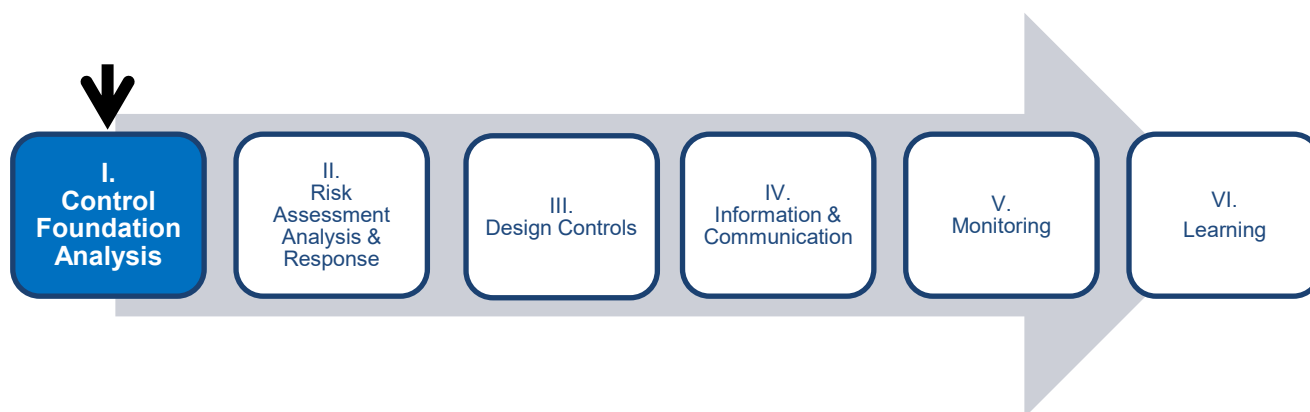 I.
Control
Foundation
Analysis
II.
Risk
Assessment
Analysis &
Response
III.
Design Controls
IV.
Information &
Communication
V.
Monitoring
VI.
Learning